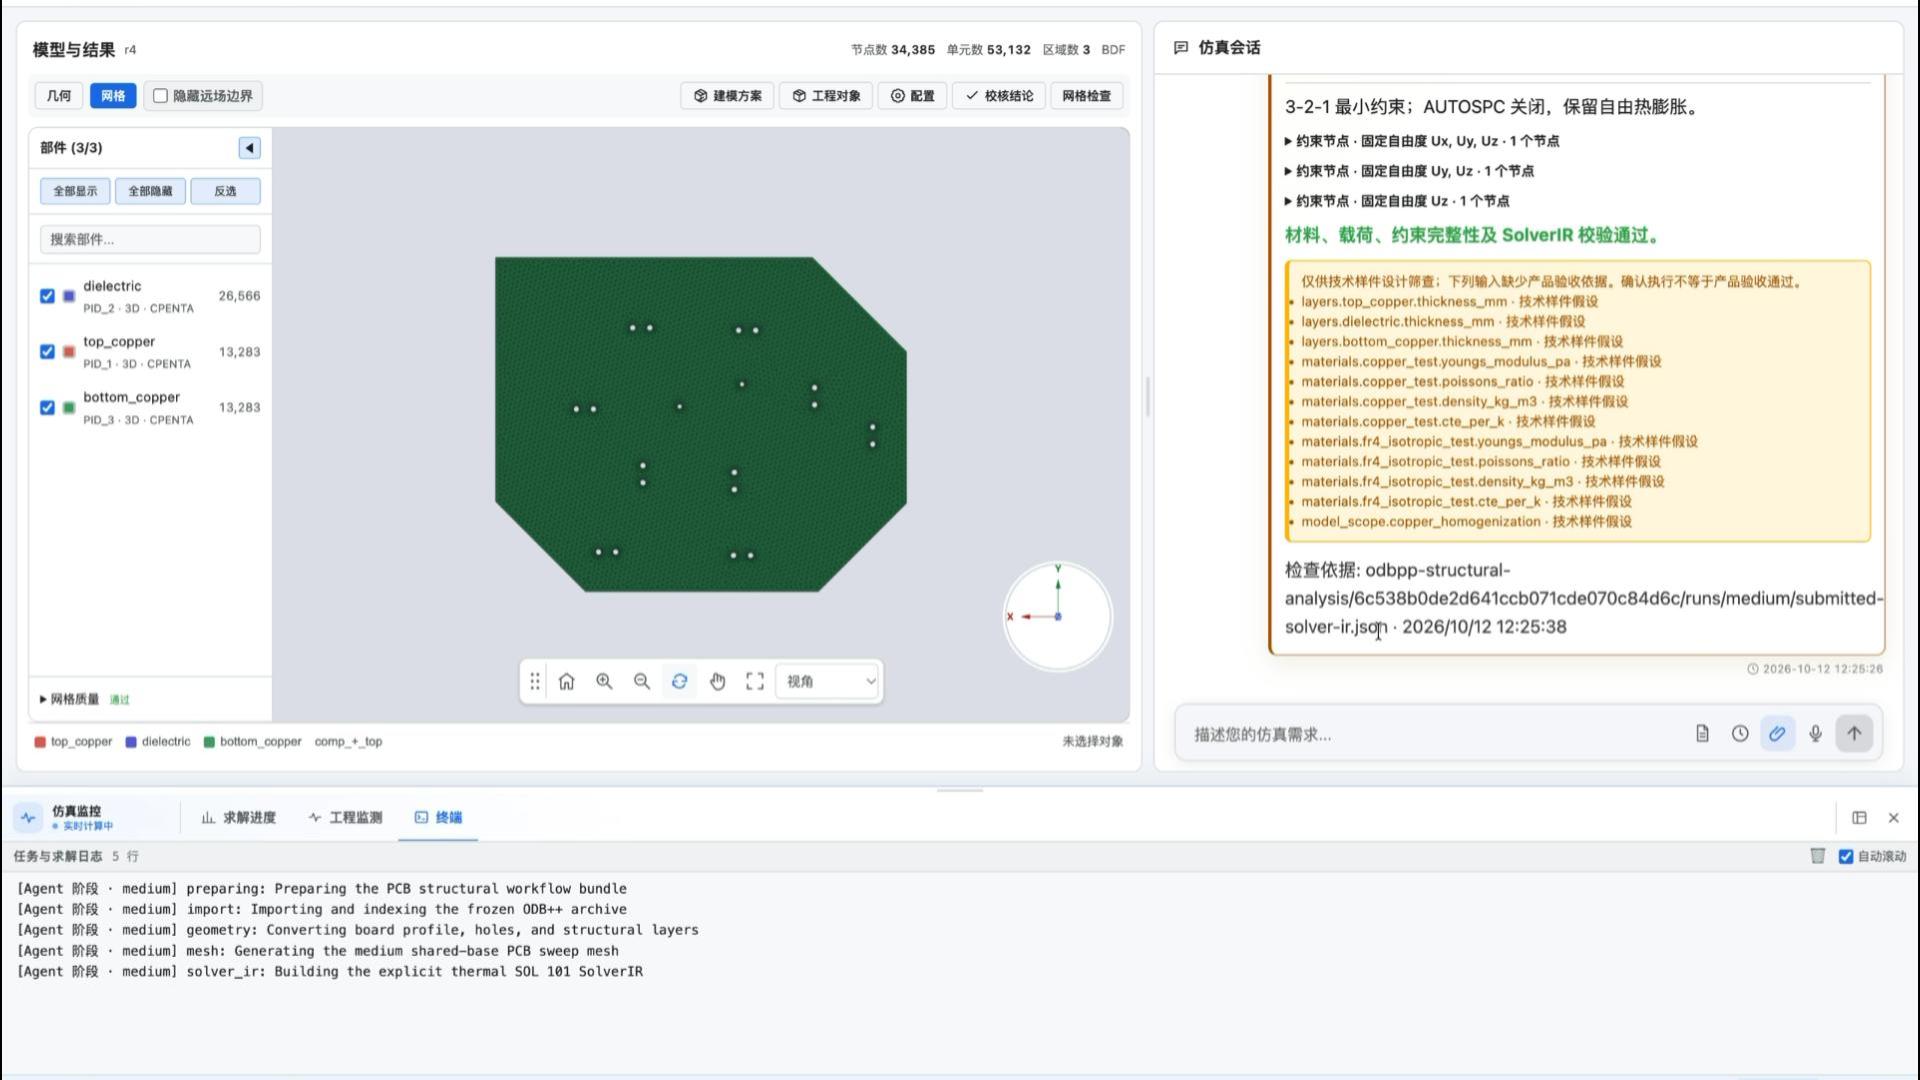 模型与结果 r4
节点数 34,385 单元数 53,132 区域数 3 BDF
几何 网格 隐藏远场边界
建模方案 工程对象 配置 校核结论 网格检查
部件 (3/3)
全部显示 全部隐藏 反选
搜索部件...
dielectric
PID_2 · 3D · CPENTA
26,566
top_copper
PID_1 · 3D · CPENTA
13,283
bottom_copper
PID_3 · 3D · CPENTA
13,283
网格质量 通过
Y
X
视角
top_copper dielectric bottom_copper comp_+_top
未选择对象
仿真会话
3-2-1 最小约束；AUTOSPC 关闭，保留自由热膨胀。
约束节点 · 固定自由度 Ux, Uy, Uz · 1 个节点
约束节点 · 固定自由度 Uy, Uz · 1 个节点
约束节点 · 固定自由度 Uz · 1 个节点
材料、载荷、约束完整性及 SolverIR 校验通过。
仅供技术样件设计筛查；下列输入缺少产品验收依据。确认执行不等于产品验收通过。
layers.top_copper.thickness_mm · 技术样件假设
layers.dielectric.thickness_mm · 技术样件假设
layers.bottom_copper.thickness_mm · 技术样件假设
materials.copper_test.youngs_modulus_pa · 技术样件假设
materials.copper_test.poissons_ratio · 技术样件假设
materials.copper_test.density_kg_m3 · 技术样件假设
materials.copper_test.cte_per_k · 技术样件假设
materials.fr4_isotropic_test.youngs_modulus_pa · 技术样件假设
materials.fr4_isotropic_test.poissons_ratio · 技术样件假设
materials.fr4_isotropic_test.density_kg_m3 · 技术样件假设
materials.fr4_isotropic_test.cte_per_k · 技术样件假设
model_scope.copper_homogenization · 技术样件假设
检查依据: odbpp-structural-
analysis/6c538b0de2d641ccb071cde070c84d6c/runs/medium/submitted-
solver-ir.json · 2026/10/12 12:25:38
2026-10-12 12:25:26
描述您的仿真需求...
仿真监控
实时计算中
求解进度 工程监测 终端
任务与求解日志 5 行
自动滚动
[Agent 阶段 · medium] preparing: Preparing the PCB structural workflow bundle
[Agent 阶段 · medium] import: Importing and indexing the frozen ODB++ archive
[Agent 阶段 · medium] geometry: Converting board profile, holes, and structural layers
[Agent 阶段 · medium] mesh: Generating the medium shared-base PCB sweep mesh
[Agent 阶段 · medium] solver_ir: Building the explicit thermal SOL 101 SolverIR